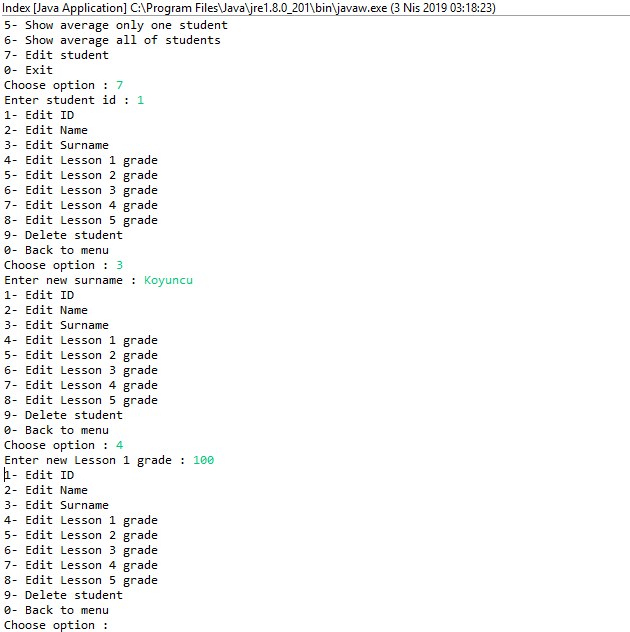 Index [Java Application] C:\Program Files\Java\jre1.8.0_201\bin\javaw.exe (3 Nis 2019 03:18:23)
5- Show average only one student
6- Show average all of students
7- Edit student
0- Exit
Choose option : 7
Enter student id : 1
1- Edit ID
2- Edit Name
3- Edit Surname
4- Edit Lesson 1 grade
5- Edit Lesson 2 grade
6- Edit Lesson 3 grade
7- Edit Lesson 4 grade
8- Edit Lesson 5 grade
9- Delete student
0- Back to menu
Choose option : 3
Enter new surname : Koyuncu
1- Edit ID
2- Edit Name
3- Edit Surname
4- Edit Lesson 1 grade
5- Edit Lesson 2 grade
6- Edit Lesson 3 grade
7- Edit Lesson 4 grade
8- Edit Lesson 5 grade
9- Delete student
0- Back to menu
Choose option : 4
Enter new Lesson 1 grade : 100
1- Edit ID
2- Edit Name
3- Edit Surname
4- Edit Lesson 1 grade
5- Edit Lesson 2 grade
6- Edit Lesson 3 grade
7- Edit Lesson 4 grade
8- Edit Lesson 5 grade
9- Delete student
0- Back to menu
Choose option :